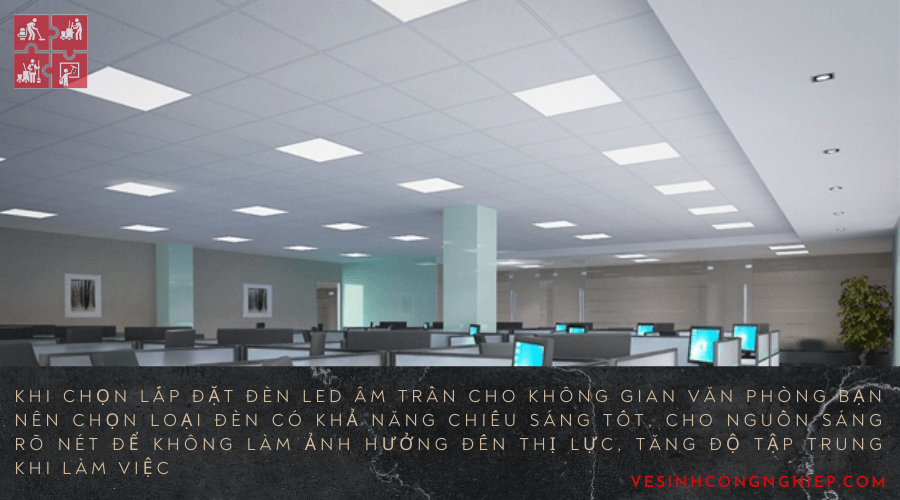 KHI CHỌN LẮP ĐẶT ĐÈN LED ÂM TRẦN CHO KHÔNG GIAN VĂN PHÒNG BẠN
NÊN CHỌN LOẠI ĐÈN CÓ KHẢ NĂNG CHIẾU SÁNG TỐT, CHO NGUỒN SÁNG
RÕ NÉT ĐỂ KHÔNG LÀM ẢNH HƯỞNG ĐẾN THỊ LỰC, TĂNG ĐỘ TẬP TRUNG
KHI LÀM VIỆC
VESINHCONGNGHIEP.COM